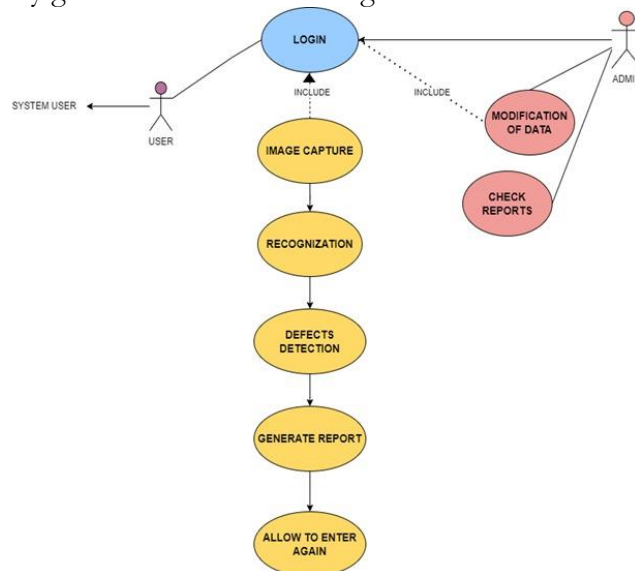 LOGIN
SYSTEM USER
USER
ADMI
INCLUDE
INCLUDE
MODIFICATION
OF DATA
IMAGE CAPTURE
CHECK
REPORTS
RECOGNIZATION
DEFECTS
DETECTION
GENERATE REPORT
ALLOW TO ENTER
AGAIN